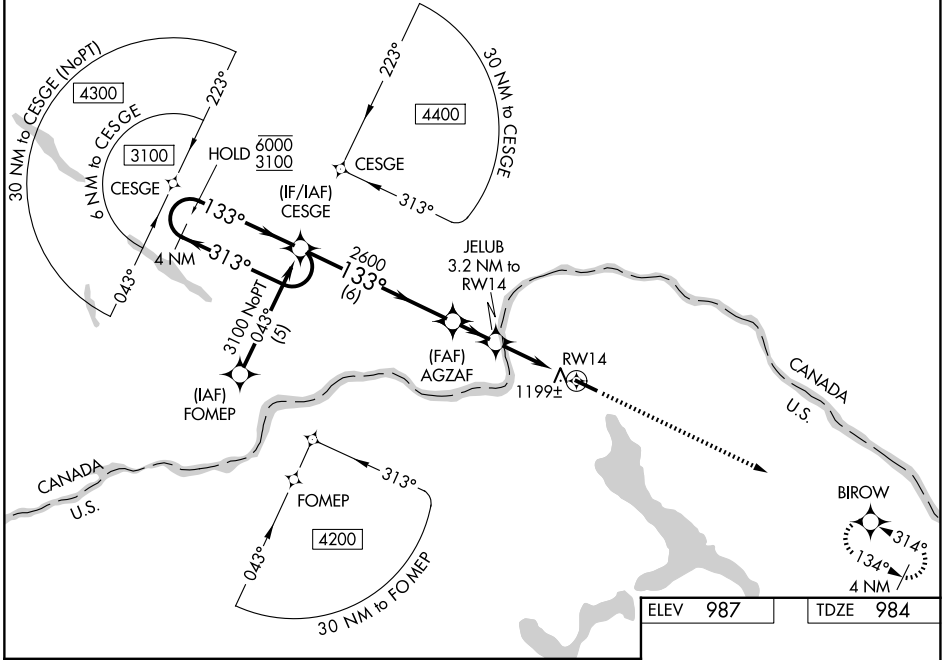 30 NM to CESGE (NoPT)
4300
223°
6 NM to CESGE
3100
CESGE
043°
HOLD 6000
3100
4 NM
133°
313°
(IF/IAF)
CESGE
223°
4400
30 NM to CESGE
CESGE
313°
3100 NoPT
043°
(5)
(IAF)
FOMEP
2600
133°
(6)
JELUB
3.2 NM to
RW14
(FAF)
AGZAF
RW14
1199±
CANADA
U.S.
CANADA
U.S.
313°
FOMEP
4200
043°
30 NM to FOMEP
BIROW
314°
134°
4 NM
ELEV 987
TDZE 984